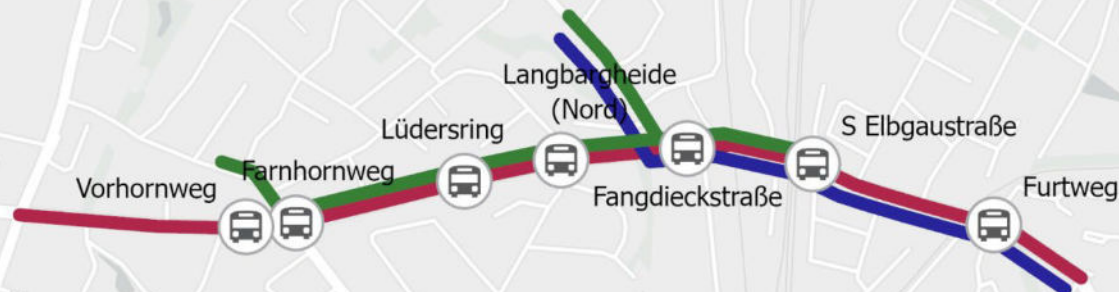 Vorhornweg
Farnhornweg
Lüdersring
Langbargheide
(Nord)
Fangdieckstraße
S Elbgaustraße
Furtweg